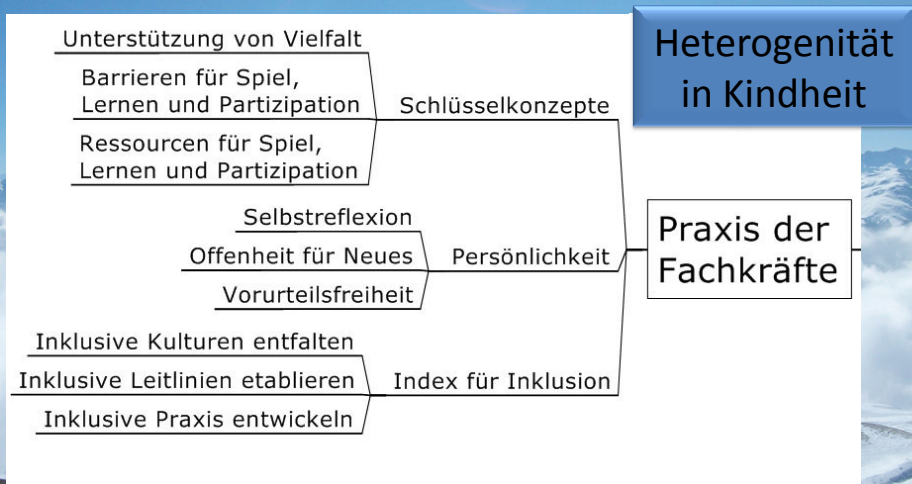 Heterogenität
in Kindheit
Praxis der
Fachkräfte
Schlüsselkonzepte
Unterstützung von Vielfalt
Barrieren für Spiel,
Lernen und Partizipation
Ressourcen für Spiel,
Lernen und Partizipation
Persönlichkeit
Selbstreflexion
Offenheit für Neues
Vorurteilsfreiheit
Index für Inklusion
Inklusive Kulturen entfalten
Inklusive Leitlinien etablieren
Inklusive Praxis entwickeln